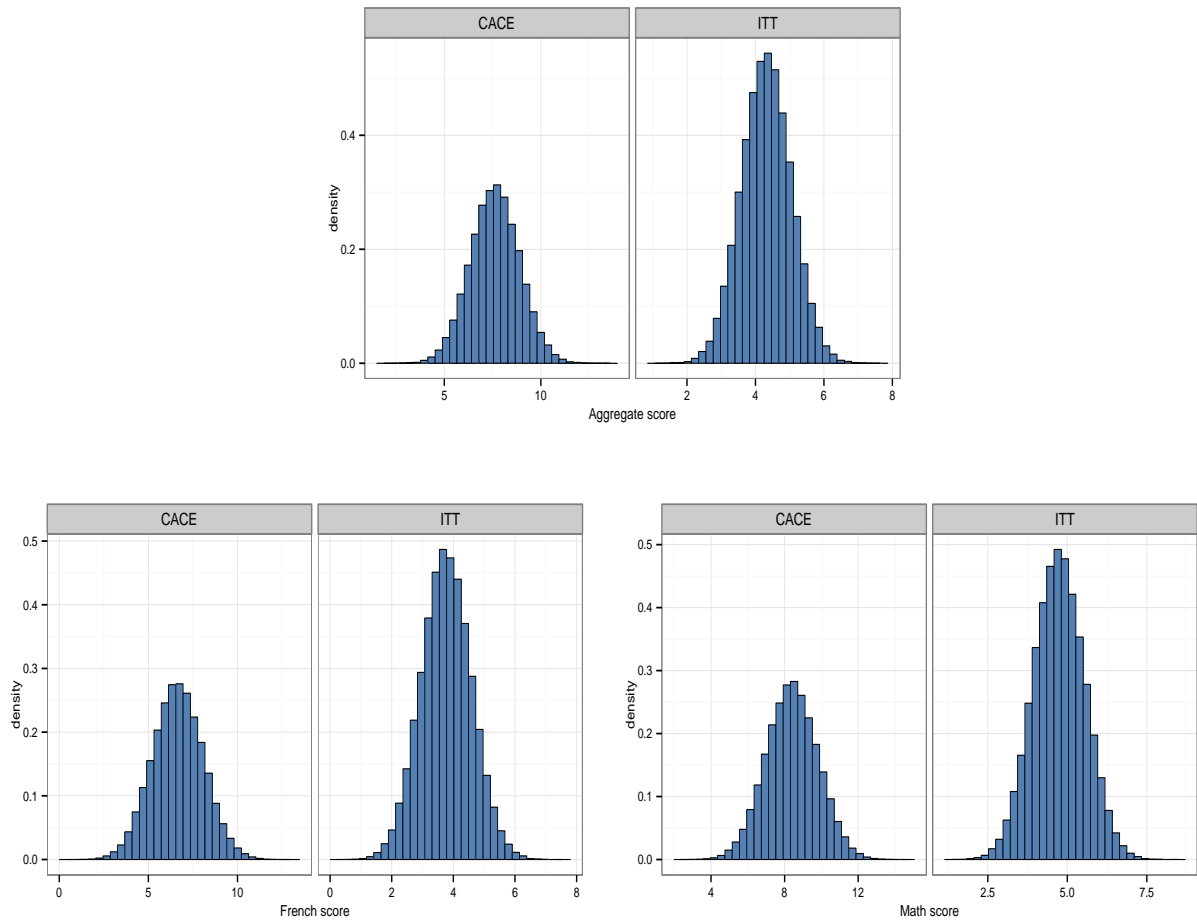 CACE ITT
0.4
0.2
0.0
density
5 10 2 4 6 8
Aggregate score
CACE ITT
0.5
0.4
0.3
0.2
0.1
0.0
density
0 5 10 0 2 4 6 8
French score
CACE ITT
0.5
0.4
0.3
0.2
0.1
0.0
density
4 8 12 2.5 5.0 7.5
Math score